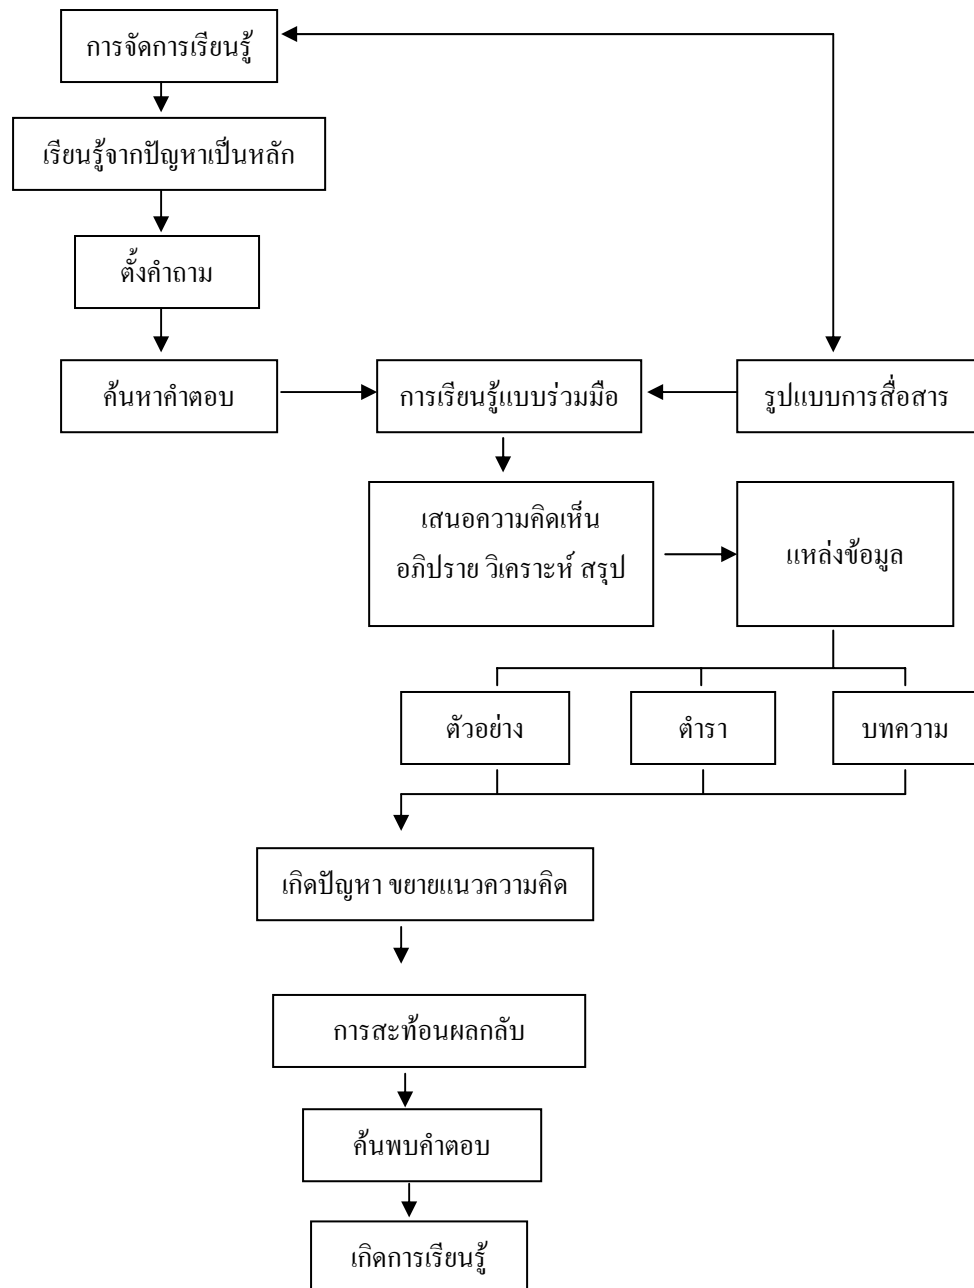 การจัดการเรียนรู้
เรียนรู้จากปัญหาเป็นหลัก
ตั้งคำถาม
ค้นหาคำตอบ
การเรียนรู้แบบร่วมมือ
รูปแบบการสื่อสาร
เสนอความคิดเห็น
อภิปราย วิเคราะห์ สรุป
แหล่งข้อมูล
ตัวอย่าง
ตำรา
บทความ
เกิดปัญหา ขยายแนวความคิด
การสะท้อนผลกลับ
ค้นพบคำตอบ
เกิดการเรียนรู้